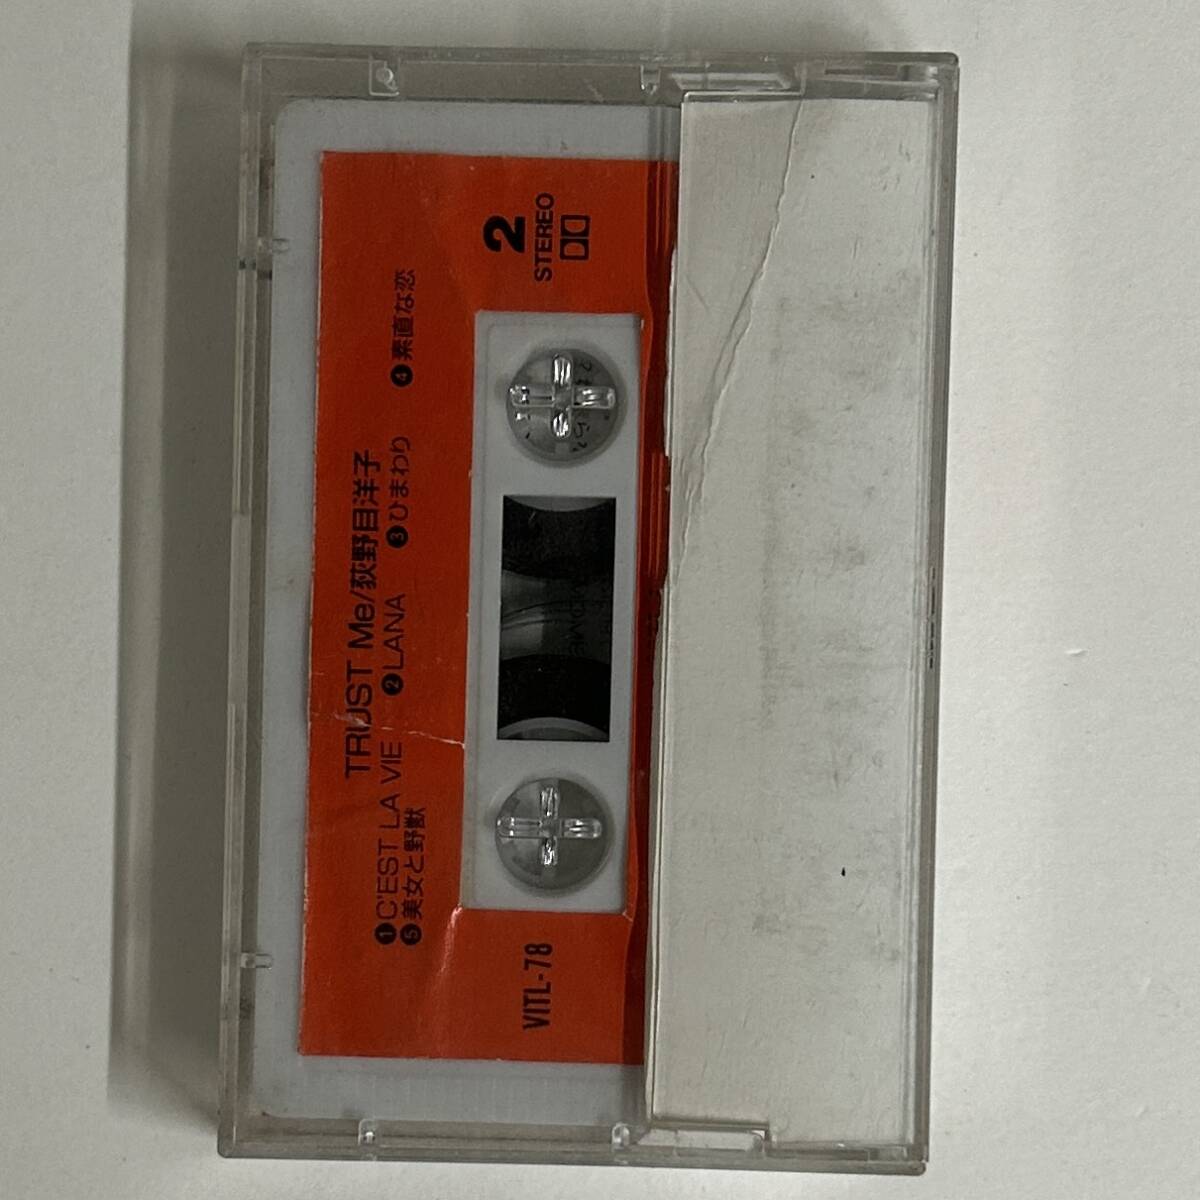 TRUST Me/荻野目洋子
❶C'EST LA VIE ❷LANA ❸ひまわり ❹素直な恋
❺美女と野獣
2
STEREO
VITL-78